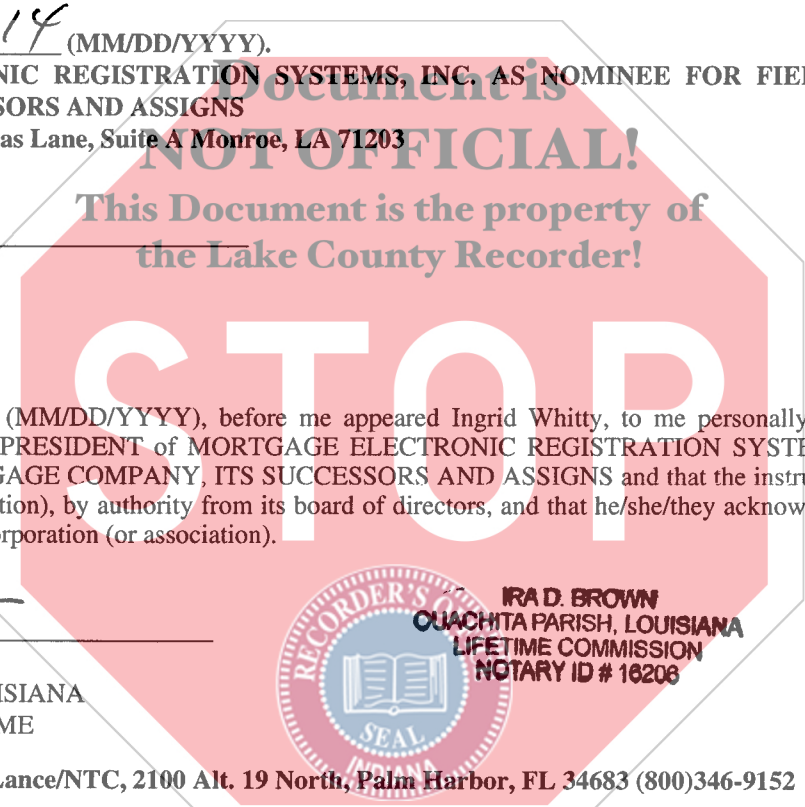 14 (MM/DD/YYYY).
NIC REGISTRATION SYSTEMS, INC. AS NOMINEE FOR FIEL
SORS AND ASSIGNS
as Lane, Suite A Monroe, LA 71203
Document is
NOT OFFICIAL!
This Document is the property of
the Lake County Recorder!
STOP
(MM/DD/YYYY), before me appeared Ingrid Whitty, to me personally
PRESIDENT of MORTGAGE ELECTRONIC REGISTRATION SYSTE
GAGE COMPANY, ITS SUCCESSORS AND ASSIGNS and that the instru
tion), by authority from its board of directors, and that he/she/they acknow
rporation (or association).
IRA D. BROWN
OUACHITA PARISH, LOUISIANA
LIFETIME COMMISSION
NOTARY ID # 16206
RECORDER'S OFFICE
SEAL
INDIANA
ISIANA
ME
Lance/NTC, 2100 Alt. 19 North, Palm Harbor, FL 34683 (800)346-9152